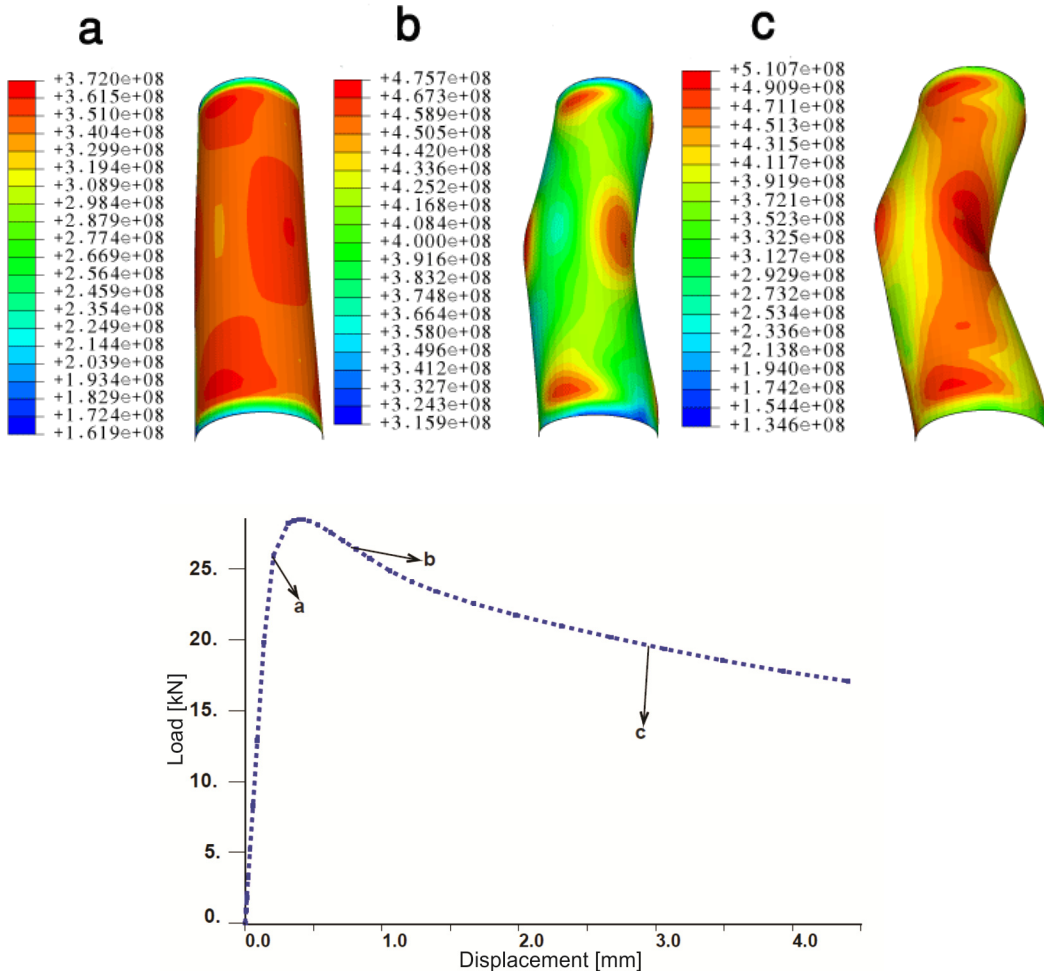 a
b
c
+3.720e+08
+3.615e+08
+3.510e+08
+3.404e+08
+3.299e+08
+3.194e+08
+3.089e+08
+2.984e+08
+2.879e+08
+2.774e+08
+2.669e+08
+2.564e+08
+2.459e+08
+2.354e+08
+2.249e+08
+2.144e+08
+2.039e+08
+1.934e+08
+1.829e+08
+1.724e+08
+1.619e+08
+4.757e+08
+4.673e+08
+4.589e+08
+4.505e+08
+4.420e+08
+4.336e+08
+4.252e+08
+4.168e+08
+4.084e+08
+4.000e+08
+3.916e+08
+3.832e+08
+3.748e+08
+3.664e+08
+3.580e+08
+3.496e+08
+3.412e+08
+3.327e+08
+3.243e+08
+3.159e+08
+5.107e+08
+4.909e+08
+4.711e+08
+4.513e+08
+4.315e+08
+4.117e+08
+3.919e+08
+3.721e+08
+3.523e+08
+3.325e+08
+3.127e+08
+2.929e+08
+2.732e+08
+2.534e+08
+2.336e+08
+2.138e+08
+1.940e+08
+1.742e+08
+1.544e+08
+1.346e+08
Load [kN]
25.
20.
15.
10.
5.
0.
a
b
c
0.0 1.0 2.0 3.0 4.0
Displacement [mm]